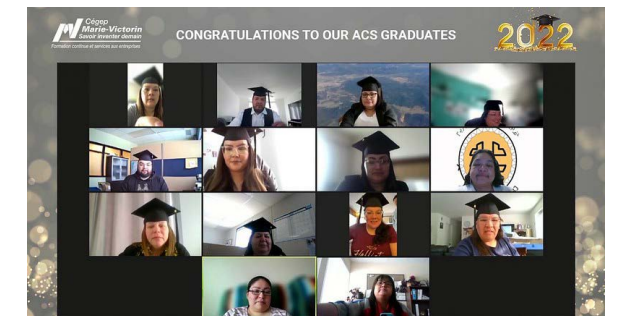 Cégep
Marie-Victorin
Savoir inventer demain
Formation continue et services aux entreprises
CONGRATULATIONS TO OUR ACS GRADUATES
2022